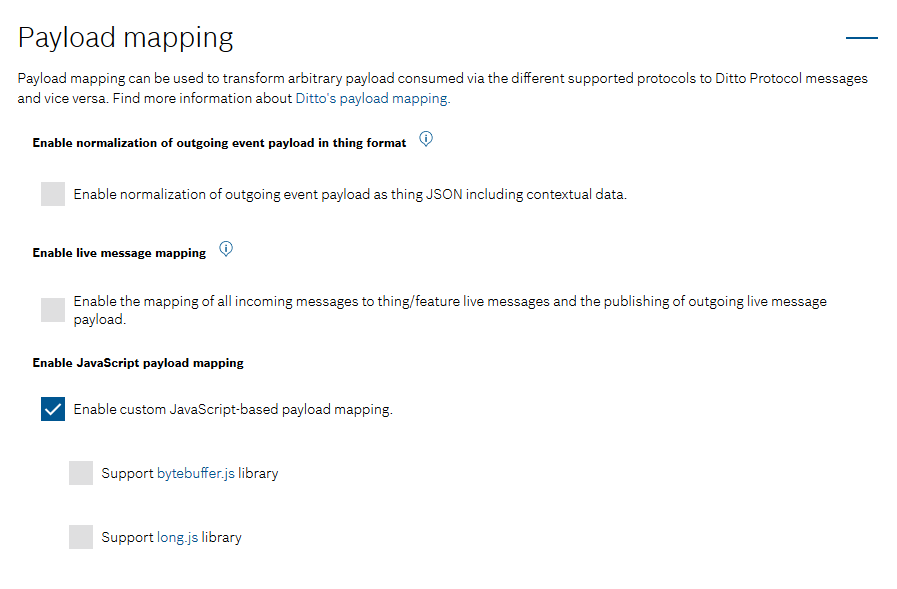 Payload mapping
Payload mapping can be used to transform arbitrary payload consumed via the different supported protocols to Ditto Protocol messages
and vice versa. Find more information about Ditto's payload mapping.
Enable normalization of outgoing event payload in thing format
Enable normalization of outgoing event payload as thing JSON including contextual data.
Enable live message mapping
Enable the mapping of all incoming messages to thing/feature live messages and the publishing of outgoing live message
payload.
Enable JavaScript payload mapping
Enable custom JavaScript-based payload mapping.
Support bytebuffer.js library
Support long.js library